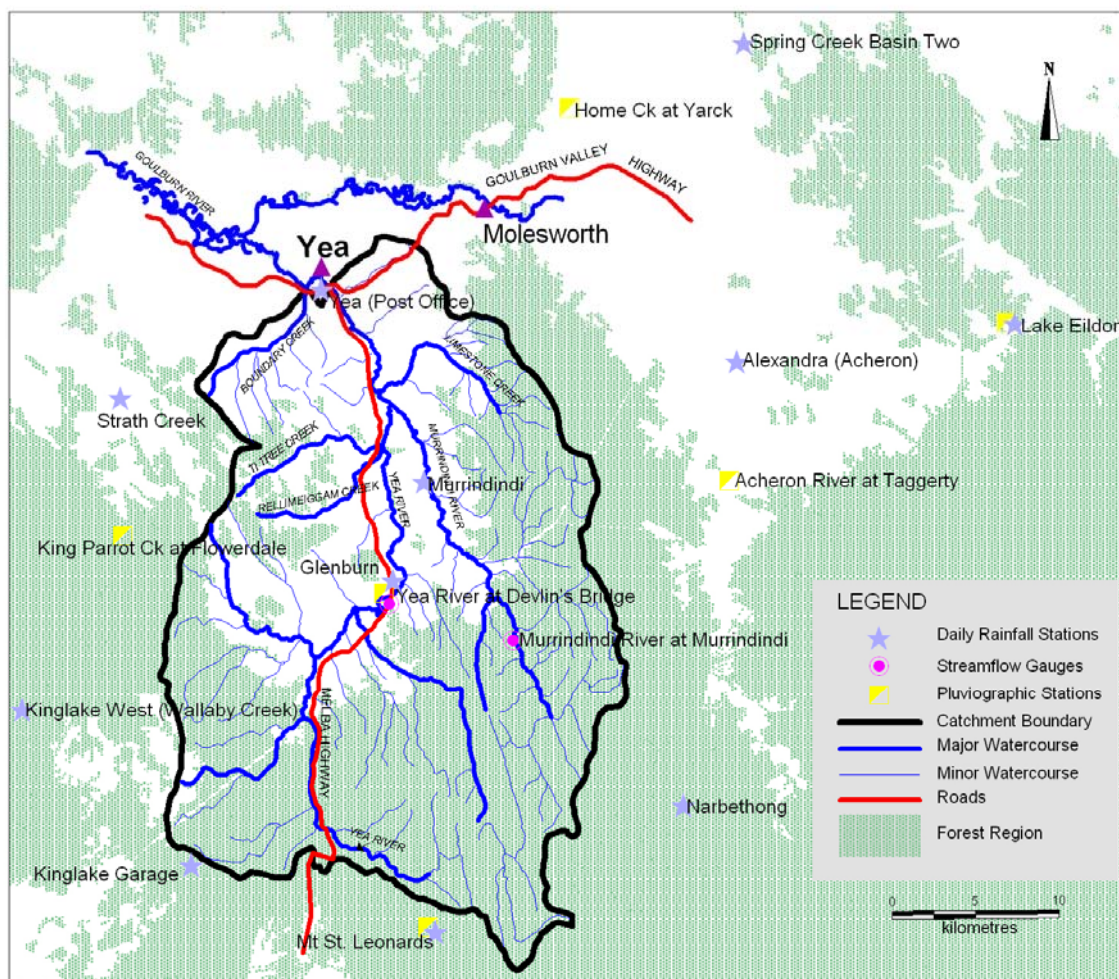 Spring Creek Basin Two
N
Home Ck at Yarck
GOULBURN RIVER
GOULBURN VALLEY
HIGHWAY
Molesworth
Yea
Yea (Post Office)
Lake Eildon
BOUNDARY CREEK
LIMESTONE CREEK
Alexandra (Acheron)
Strath Creek
TI TREE CREEK
MURRINDINDI RIVER
RELLIMEIGGAM CREEK
YEA RIVER
Murrindindi
Acheron River at Taggerty
King Parrot Ck at Flowerdale
Glenburn
Yea River at Devlin's Bridge
Murrindindi River at Murrindindi
Kinglake West (Wallaby Creek)
MELBA HIGHWAY
Narbethong
YEA RIVER
Kinglake Garage
Mt St. Leonards
LEGEND
Daily Rainfall Stations
Streamflow Gauges
Pluviographic Stations
Catchment Boundary
Major Watercourse
Minor Watercourse
Roads
Forest Region
0 5 10
kilometres